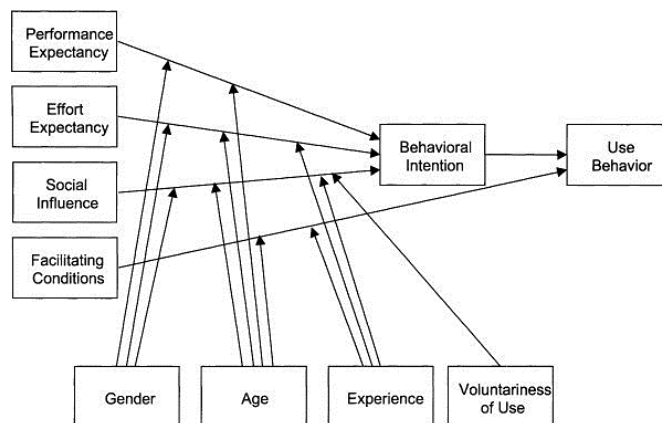 Performance
Expectancy
Effort
Expectancy
Social
Influence
Facilitating
Conditions
Behavioral
Intention
Use
Behavior
Gender
Age
Experience
Voluntariness
of Use